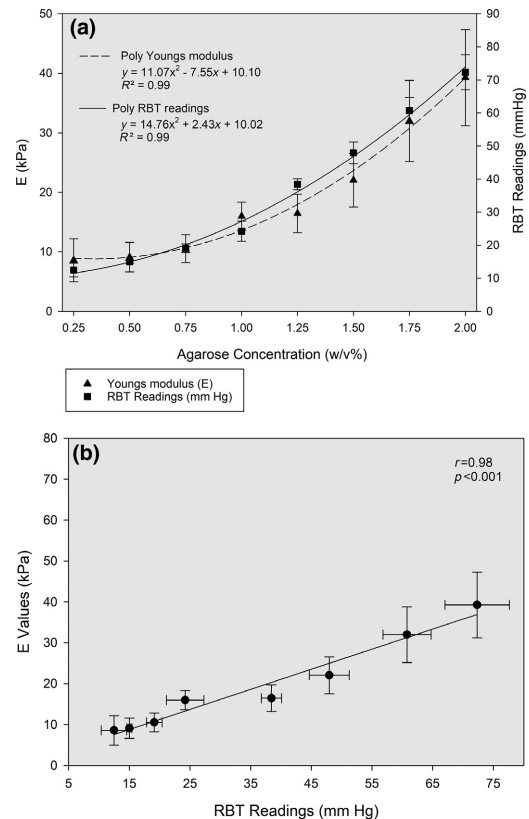 (a)
Poly Youngs modulus
y = 11.07x² - 7.55x + 10.10
R² = 0.99
Poly RBT readings
y = 14.76x² + 2.43x + 10.02
R² = 0.99
E (kPa)
50
40
30
20
10
0
RBT Readings (mmHg)
90
80
70
60
50
40
30
20
10
0
0.25 0.50 0.75 1.00 1.25 1.50 1.75 2.00
Agarose Concentration (w/v%)
Youngs modulus (E)
RBT Readings (mm Hg)
(b)
r=0.98
p<0.001
E Values (kPa)
80
70
60
50
40
30
20
10
0
5 15 25 35 45 55 65 75
RBT Readings (mm Hg)